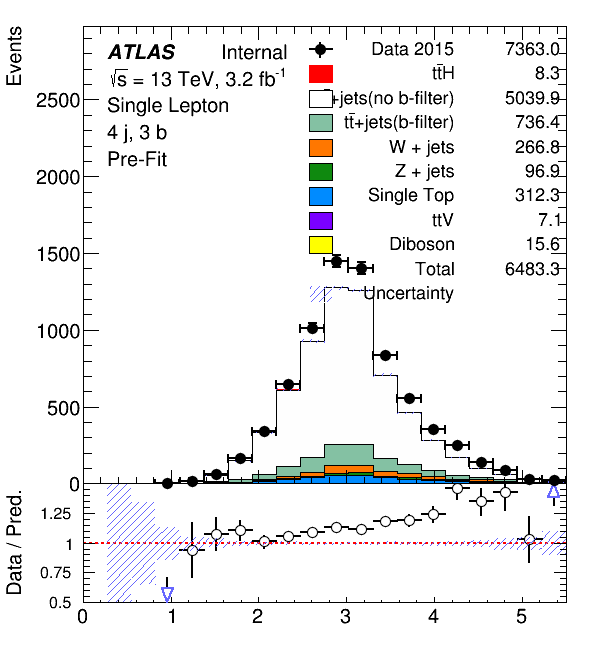 Events
ATLAS Internal
√s = 13 TeV, 3.2 fb-1
Single Lepton
4 j, 3 b
Pre-Fit
Data 2015 7363.0
tt̄H 8.3
+jets(no b-filter) 5039.9
tt̄+jets(b-filter) 736.4
W + jets 266.8
Z + jets 96.9
Single Top 312.3
ttV 7.1
Diboson 15.6
Total 6483.3
Uncertainty
2500
2000
1500
1000
500
0
Data / Pred.
1.25
1
0.75
0.5
0 1 2 3 4 5